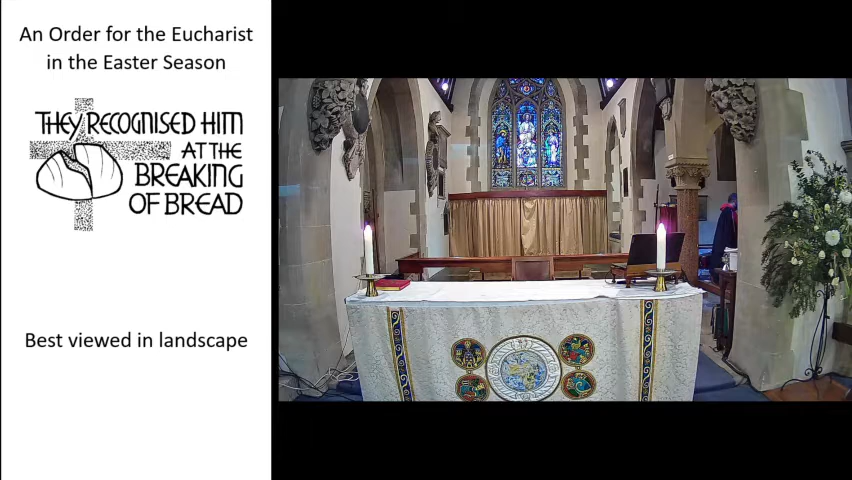 An Order for the Eucharist
in the Easter Season
THEY RECOGNISED HIM
AT THE
BREAKING
OF BREAD
Best viewed in landscape